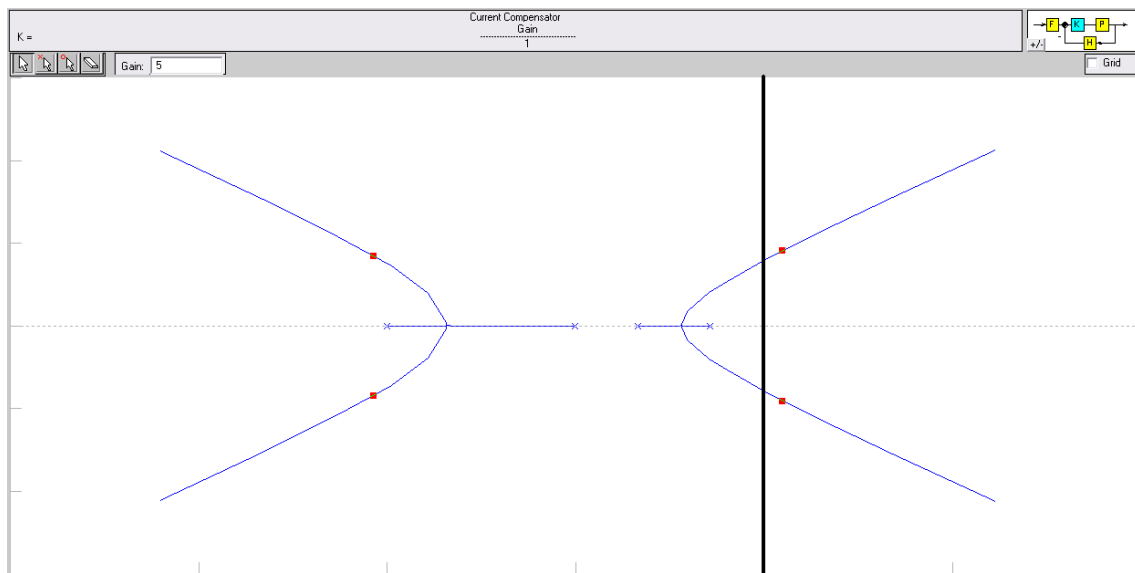 Current Compensator
Gain
K =
1
F K P
H
+/-
Gain: 5
Grid